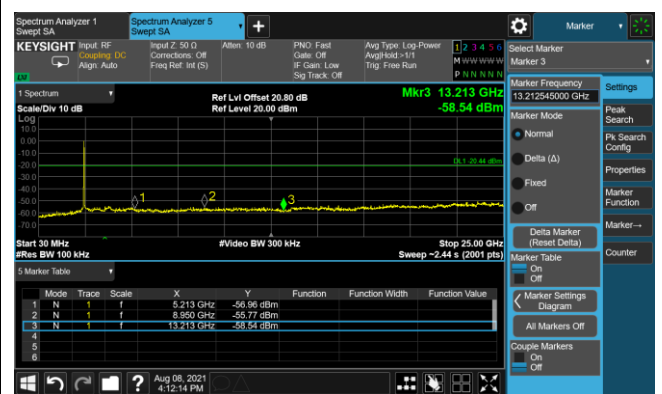 Spectrum Analyzer 1
Swept SA
Spectrum Analyzer 5
Swept SA
+
Marker
KEYSIGHT
Input: RF
Coupling: DC
Align: Auto
Input Z: 50 Ω
Corrections: Off
Freq Ref: Int (S)
Atten: 10 dB
PNO: Fast
Gate: Off
IF Gain: Low
Sig Track: Off
Avg Type: Log-Power
Avg|Hold:>1/1
Trig: Free Run
1 2 3 4 5 6
M W W W W W
P N N N N N
LXI
Select Marker
Marker 3
1 Spectrum
Scale/Div 10 dB
Log
Ref Lvl Offset 20.80 dB
Ref Level 20.00 dBm
Mkr3 13.213 GHz
-58.54 dBm
10.0
0.00
-10.0
-20.0
-30.0
-40.0
-50.0
-60.0
-70.0
DL1 -20.44 dBm
1
2
3
Start 30 MHz
#Res BW 100 kHz
#Video BW 300 kHz
Stop 25.00 GHz
Sweep ~2.44 s (2001 pts)
5 Marker Table
Mode Trace Scale X Y Function Function Width Function Value
1 N 1 f 5.213 GHz -56.96 dBm
2 N 1 f 8.950 GHz -55.77 dBm
3 N 1 f 13.213 GHz -58.54 dBm
4
5
6
Marker Frequency
13.212545000 GHz
Marker Mode
Normal
Delta (Δ)
Fixed
Off
Delta Marker
(Reset Delta)
Marker Table
On
Off
Marker Settings
Diagram
All Markers Off
Couple Markers
On
Off
Settings
Peak
Search
Pk Search
Config
Properties
Marker
Function
Marker→
Counter
?
Aug 08, 2021
4:12:14 PM